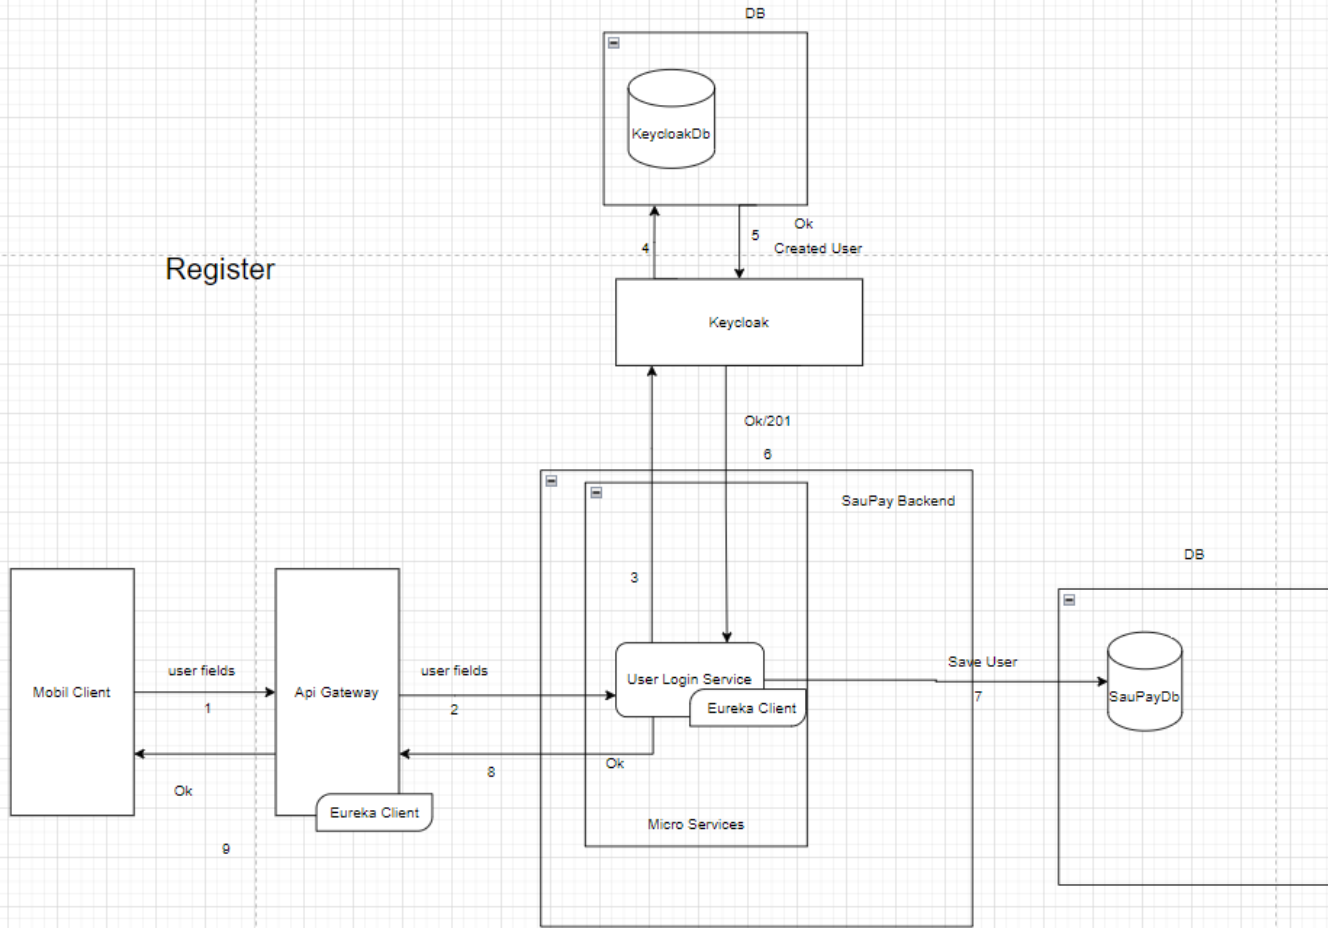 DB
KeycloakDb
Ok
4
5
Created User
Register
Keycloak
Ok/201
6
SauPay Backend
3
DB
user fields
user fields
Save User
Mobil Client
Api Gateway
User Login Service
1
2
Eureka Client
7
SauPayDb
Ok
8
Ok
Eureka Client
Micro Services
9